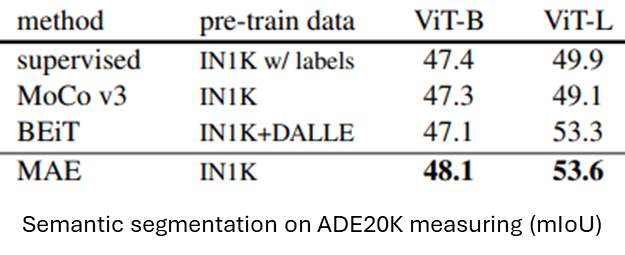 method pre-train data ViT-B ViT-L
supervised IN1K w/ labels 47.4 49.9
MoCo v3 IN1K 47.3 49.1
BEiT IN1K+DALLE 47.1 53.3
MAE IN1K 48.1 53.6
Semantic segmentation on ADE20K measuring (mIoU)